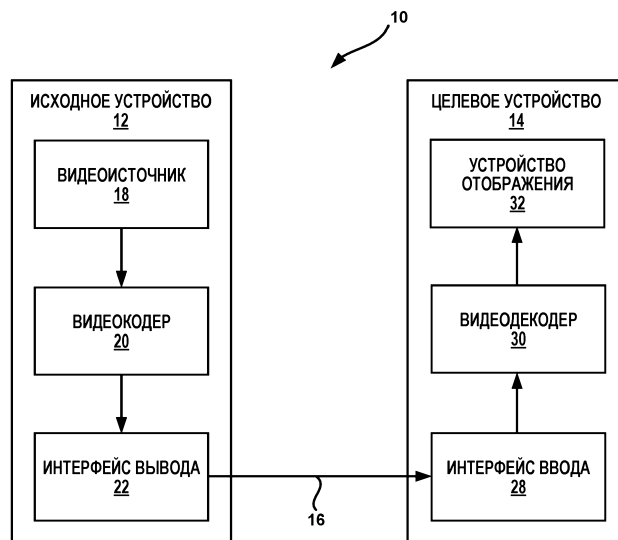 10
ИСХОДНОЕ УСТРОЙСТВО
12
ВИДЕОИСТОЧНИК
18
ВИДЕОКОДЕР
20
ИНТЕРФЕЙС ВЫВОДА
22
16
ЦЕЛЕВОЕ УСТРОЙСТВО
14
УСТРОЙСТВО
ОТОБРАЖЕНИЯ
32
ВИДЕОДЕКОДЕР
30
ИНТЕРФЕЙС ВВОДА
28